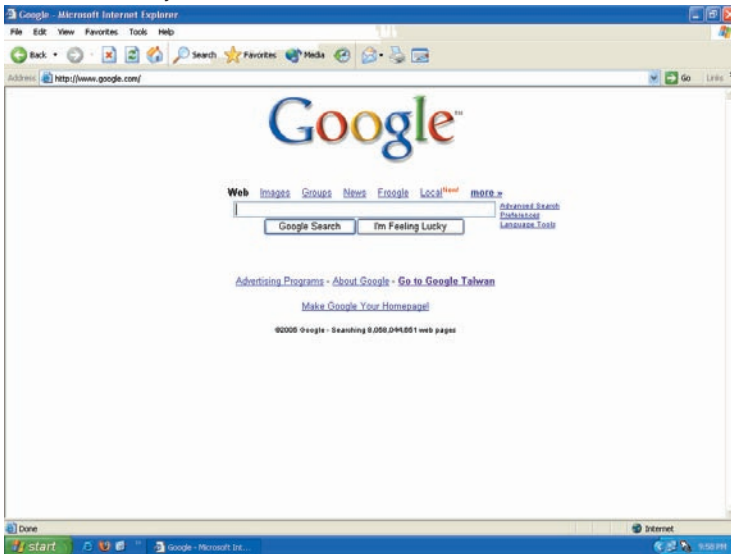 Google - Microsoft Internet Explorer
File Edit View Favorites Tools Help
Back Search Favorites Media
Address http://www.google.com/ Go Links
Google™
Web Images Groups News Froogle Local New! more »
Advanced Search
Preferences
Language Tools
Google Search I'm Feeling Lucky
Advertising Programs - About Google - Go to Google Taiwan
Make Google Your Homepage!
©2005 Google - Searching 8,058,044,651 web pages
Done Internet
start Google - Microsoft Int... 9:58 PM